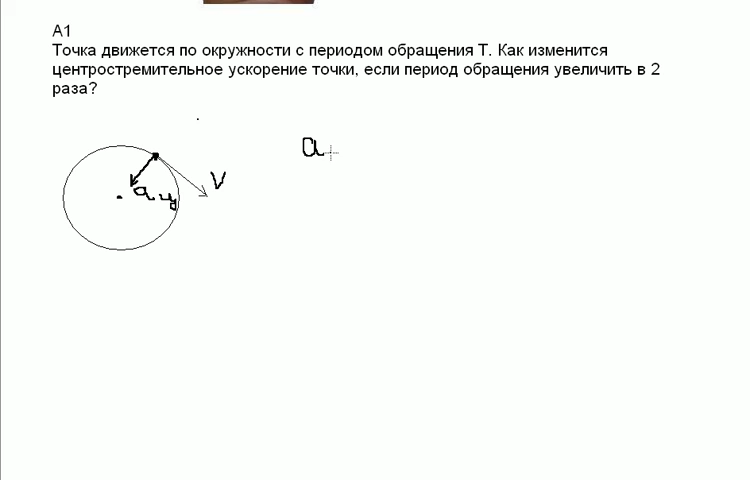 А1
Точка движется по окружности с периодом обращения Т. Как изменится
центростремительное ускорение точки, если период обращения увеличить в 2
раза?
a
v
aц